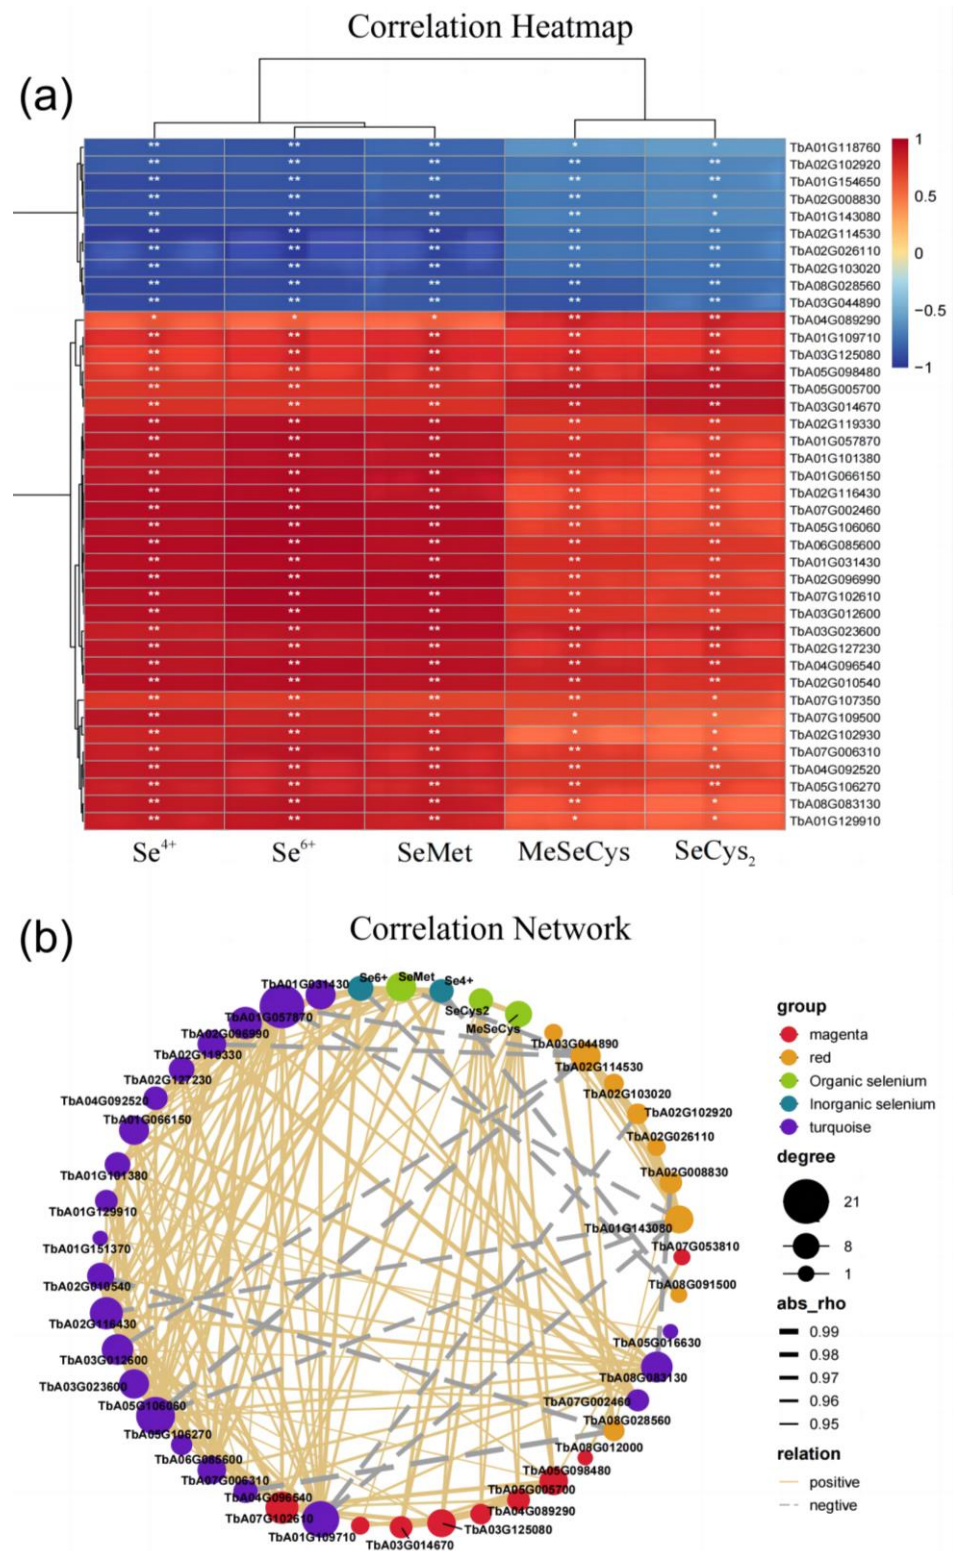 Correlation Heatmap
(a)
TbA01G118760
TbA02G102920
TbA01G154650
TbA02G008830
TbA01G143080
TbA02G114530
TbA02G026110
TbA02G103020
TbA08G028560
TbA03G044890
TbA04G089290
TbA01G109710
TbA03G125080
TbA05G098480
TbA05G005700
TbA03G014670
TbA02G119330
TbA01G057870
TbA01G101380
TbA01G066150
TbA02G116430
TbA07G002460
TbA05G106060
TbA06G085600
TbA01G031430
TbA02G096990
TbA07G102610
TbA03G012600
TbA03G023600
TbA02G127230
TbA04G096540
TbA02G010540
TbA07G107350
TbA07G109500
TbA02G102930
TbA07G006310
TbA04G092520
TbA05G106270
TbA08G083130
TbA01G129910
1
0.5
0
−0.5
−1
Se4+ Se6+ SeMet MeSeCys SeCys2
(b)
Correlation Network
TbA01G031430 Se6+ SeMet Se4+
SeCys2
TbA01G057870
MeSeCys
TbA02G096990
TbA03G044890
TbA02G119330
TbA02G114530
TbA02G127230
TbA02G103020
TbA04G092520
TbA02G102920
TbA01G066150
TbA02G026110
TbA01G101380
TbA02G008830
TbA01G129910
TbA01G143080
TbA01G151370
TbA07G053810
TbA02G010540
TbA08G091500
TbA02G116430
TbA05G016630
TbA03G012600
TbA08G083130
TbA03G023600
TbA07G002460
TbA05G106060
TbA08G028560
TbA05G106270
TbA08G012000
TbA06G085600
TbA05G098480
TbA07G006310
TbA05G005700
TbA04G096540
TbA04G089290
TbA07G102610
TbA03G125080
TbA01G109710
TbA03G014670
group
magenta
red
Organic selenium
Inorganic selenium
turquoise
degree
21
8
1
abs_rho
0.99
0.98
0.97
0.96
0.95
relation
positive
negtive